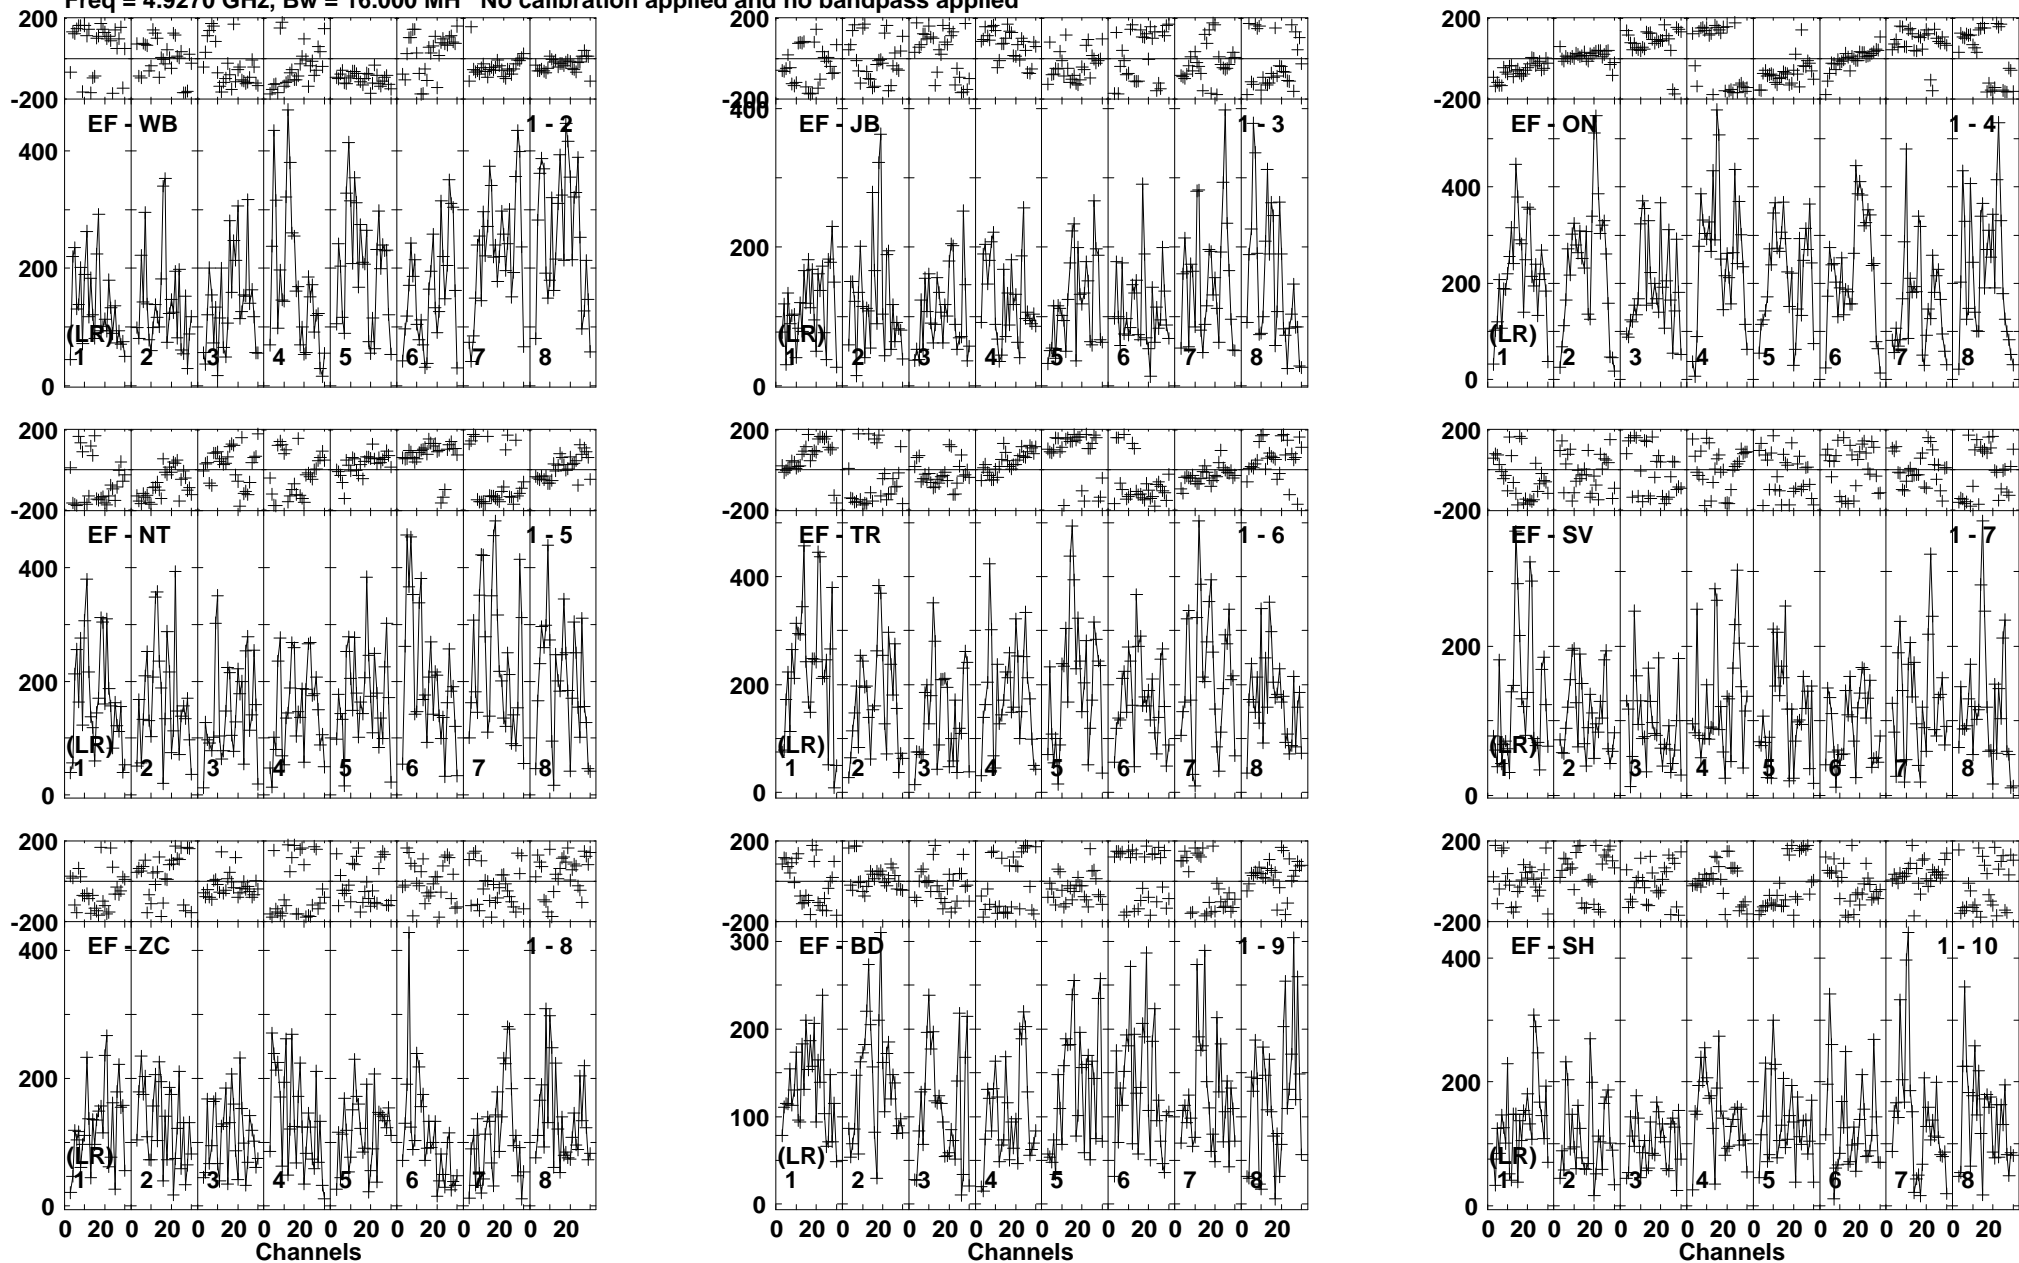 Freq = 4.9270 GHz, Bw = 16.000 MH No calibration applied and no bandpass applied
200
-200
EF - WB 1 - 2
400
200
0
(LR)
1 2 3 4 5 6 7 8
200
-200
400
EF - JB 1 - 3
200
0
(LR)
1 2 3 4 5 6 7 8
200
-200
EF - ON 1 - 4
400
200
0
(LR)
1 2 3 4 5 6 7 8
200
-200
EF - NT 1 - 5
400
200
0
(LR)
1 2 3 4 5 6 7 8
200
-200
EF - TR 1 - 6
400
200
0
(LR)
1 2 3 4 5 6 7 8
200
-200
EF - SV 1 - 7
200
0
(LR)
1 2 3 4 5 6 7 8
200
-200
EF - ZC 1 - 8
400
200
0
(LR)
1 2 3 4 5 6 7 8
0 20 0 20 0 20 0 20 0 20 0 20 0 20 0 20
Channels
200
-200
EF - BD 1 - 9
300
200
100
0
(LR)
1 2 3 4 5 6 7 8
0 20 0 20 0 20 0 20 0 20 0 20 0 20 0 20
Channels
200
-200
EF - SH 1 - 10
400
200
0
(LR)
1 2 3 4 5 6 7 8
0 20 0 20 0 20 0 20 0 20 0 20 0 20 0 20
Channels